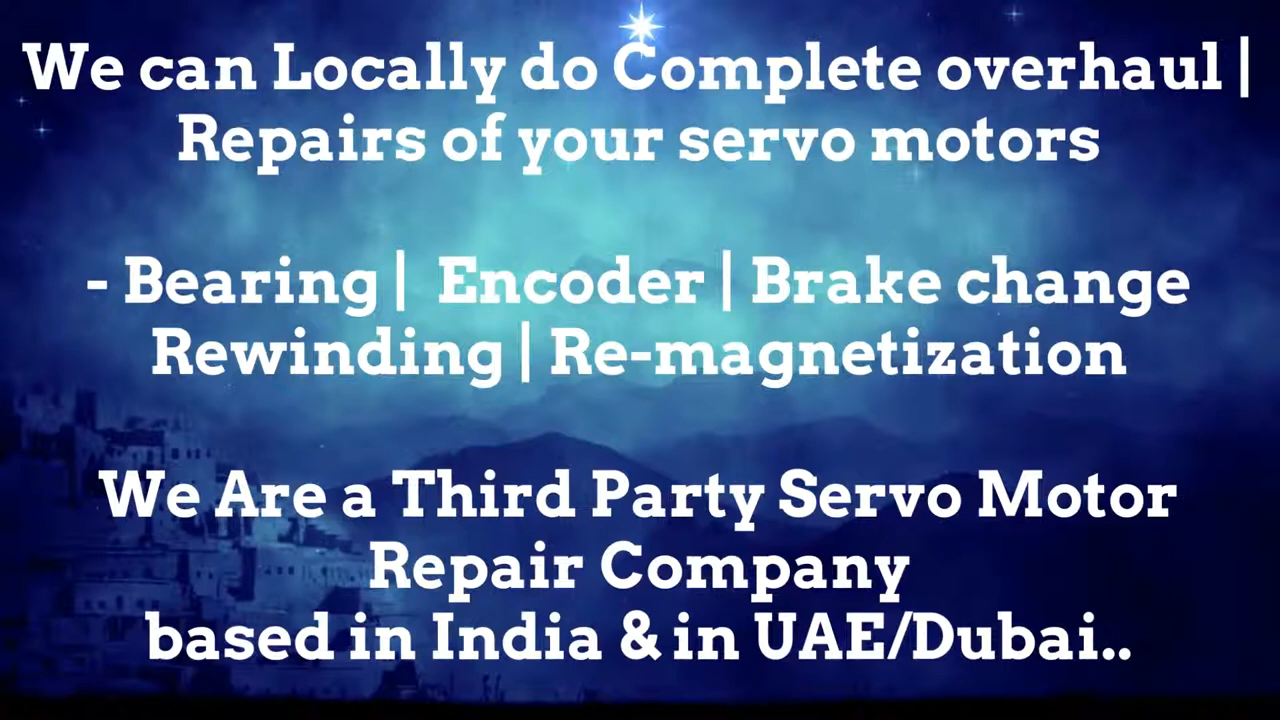 We can Locally do Complete overhaul |
Repairs of your servo motors
- Bearing | Encoder | Brake change
Rewinding | Re-magnetization
We Are a Third Party Servo Motor
Repair Company
based in India & in UAE/Dubai..